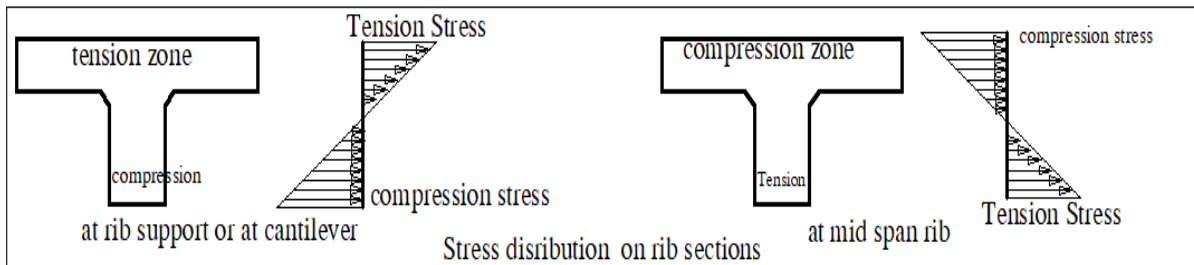 Tension Stress
tension zone
compression
compression stress
at rib support or at cantilever
compression zone
compression stress
Tension
Tension Stress
at mid span rib
Stress disribution on rib sections